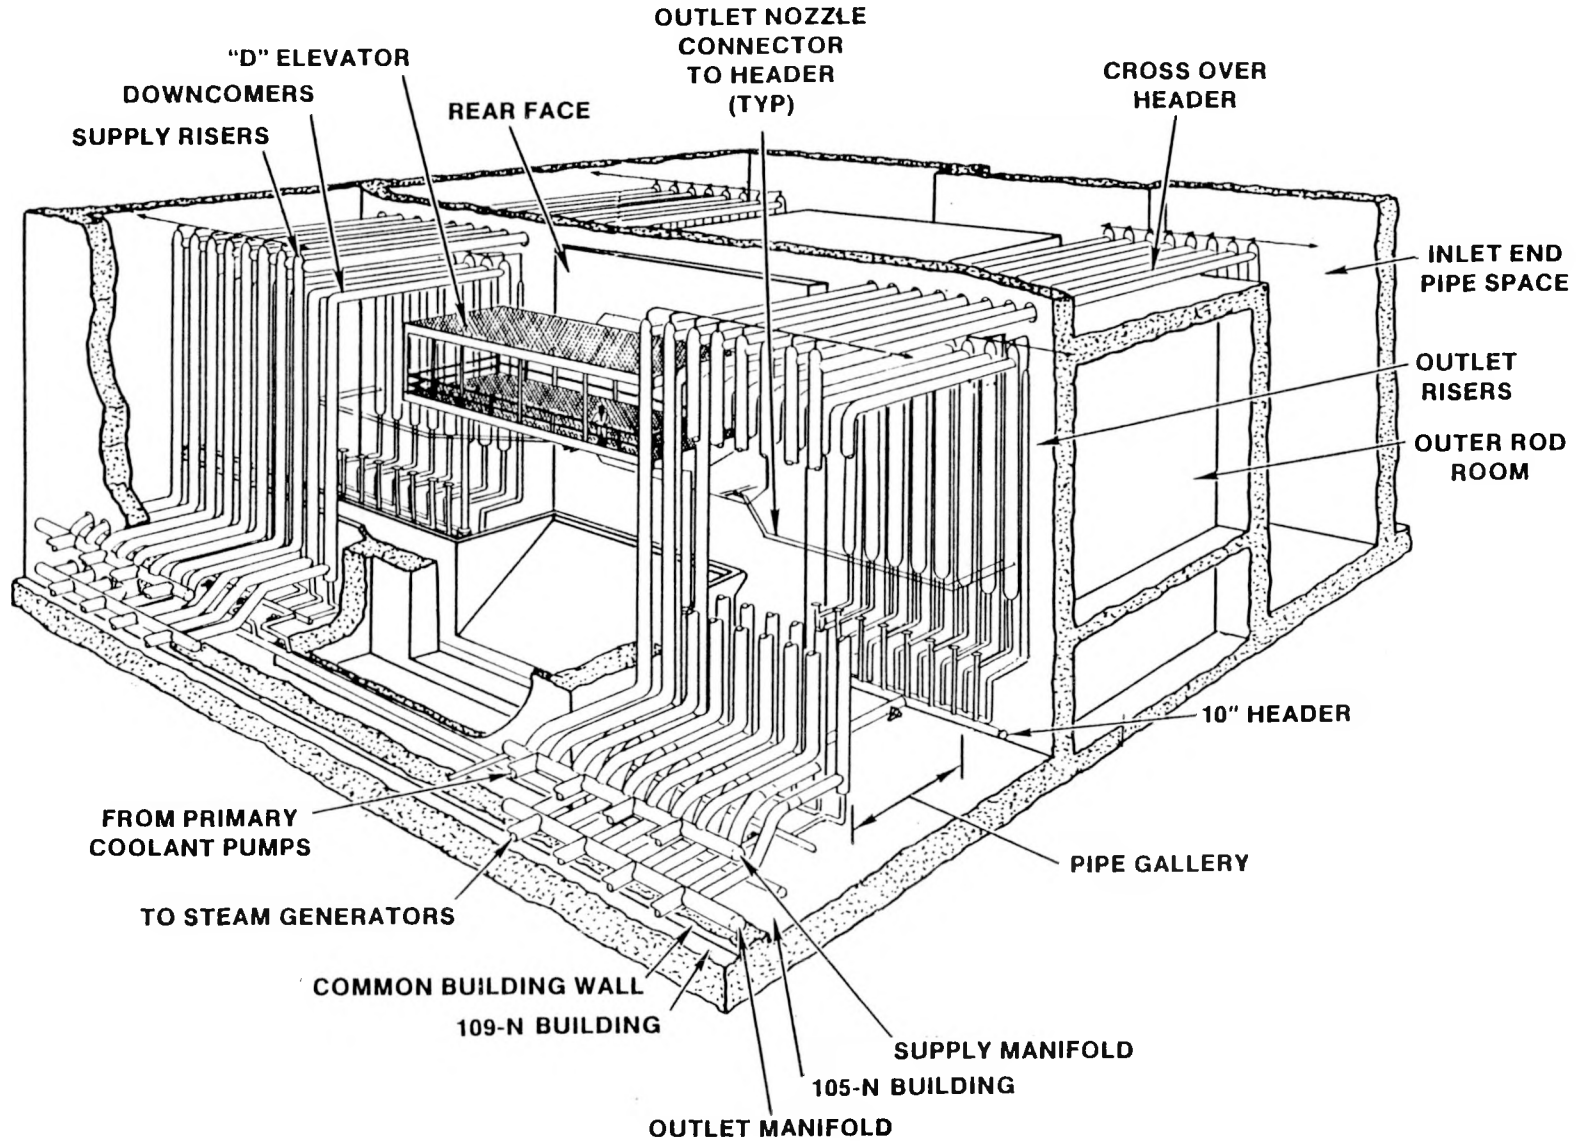 OUTLET NOZZLE
CONNECTOR
TO HEADER
(TYP)
"D" ELEVATOR
DOWNCOMERS
SUPPLY RISERS
REAR FACE
CROSS OVER
HEADER
INLET END
PIPE SPACE
OUTLET
RISERS
OUTER ROD
ROOM
10" HEADER
FROM PRIMARY
COOLANT PUMPS
PIPE GALLERY
TO STEAM GENERATORS
COMMON BUILDING WALL
109-N BUILDING
SUPPLY MANIFOLD
105-N BUILDING
OUTLET MANIFOLD